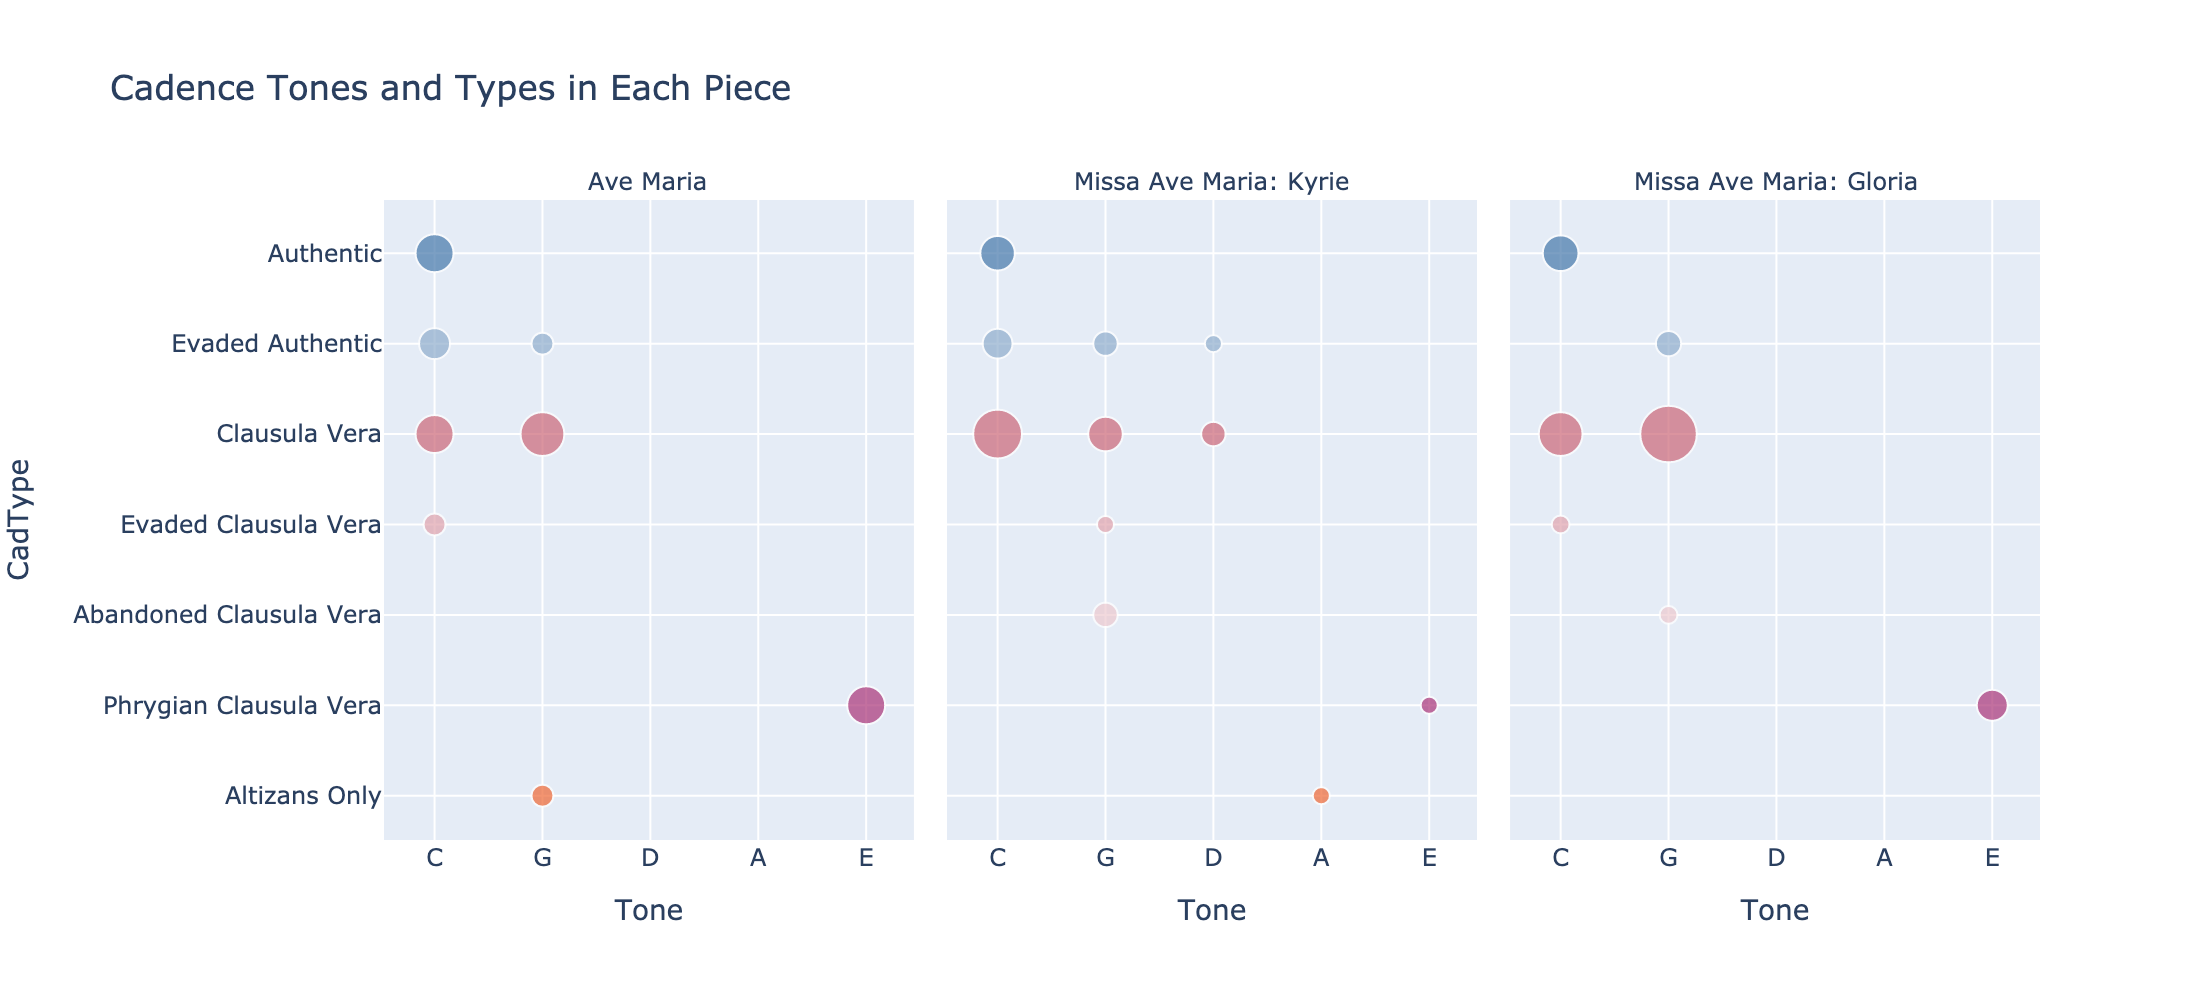 Cadence Tones and Types in Each Piece
Ave Maria
Missa Ave Maria: Kyrie
Missa Ave Maria: Gloria
CadType
Authentic
Evaded Authentic
Clausula Vera
Evaded Clausula Vera
Abandoned Clausula Vera
Phrygian Clausula Vera
Altizans Only
C G D A E
C G D A E
C G D A E
Tone
Tone
Tone